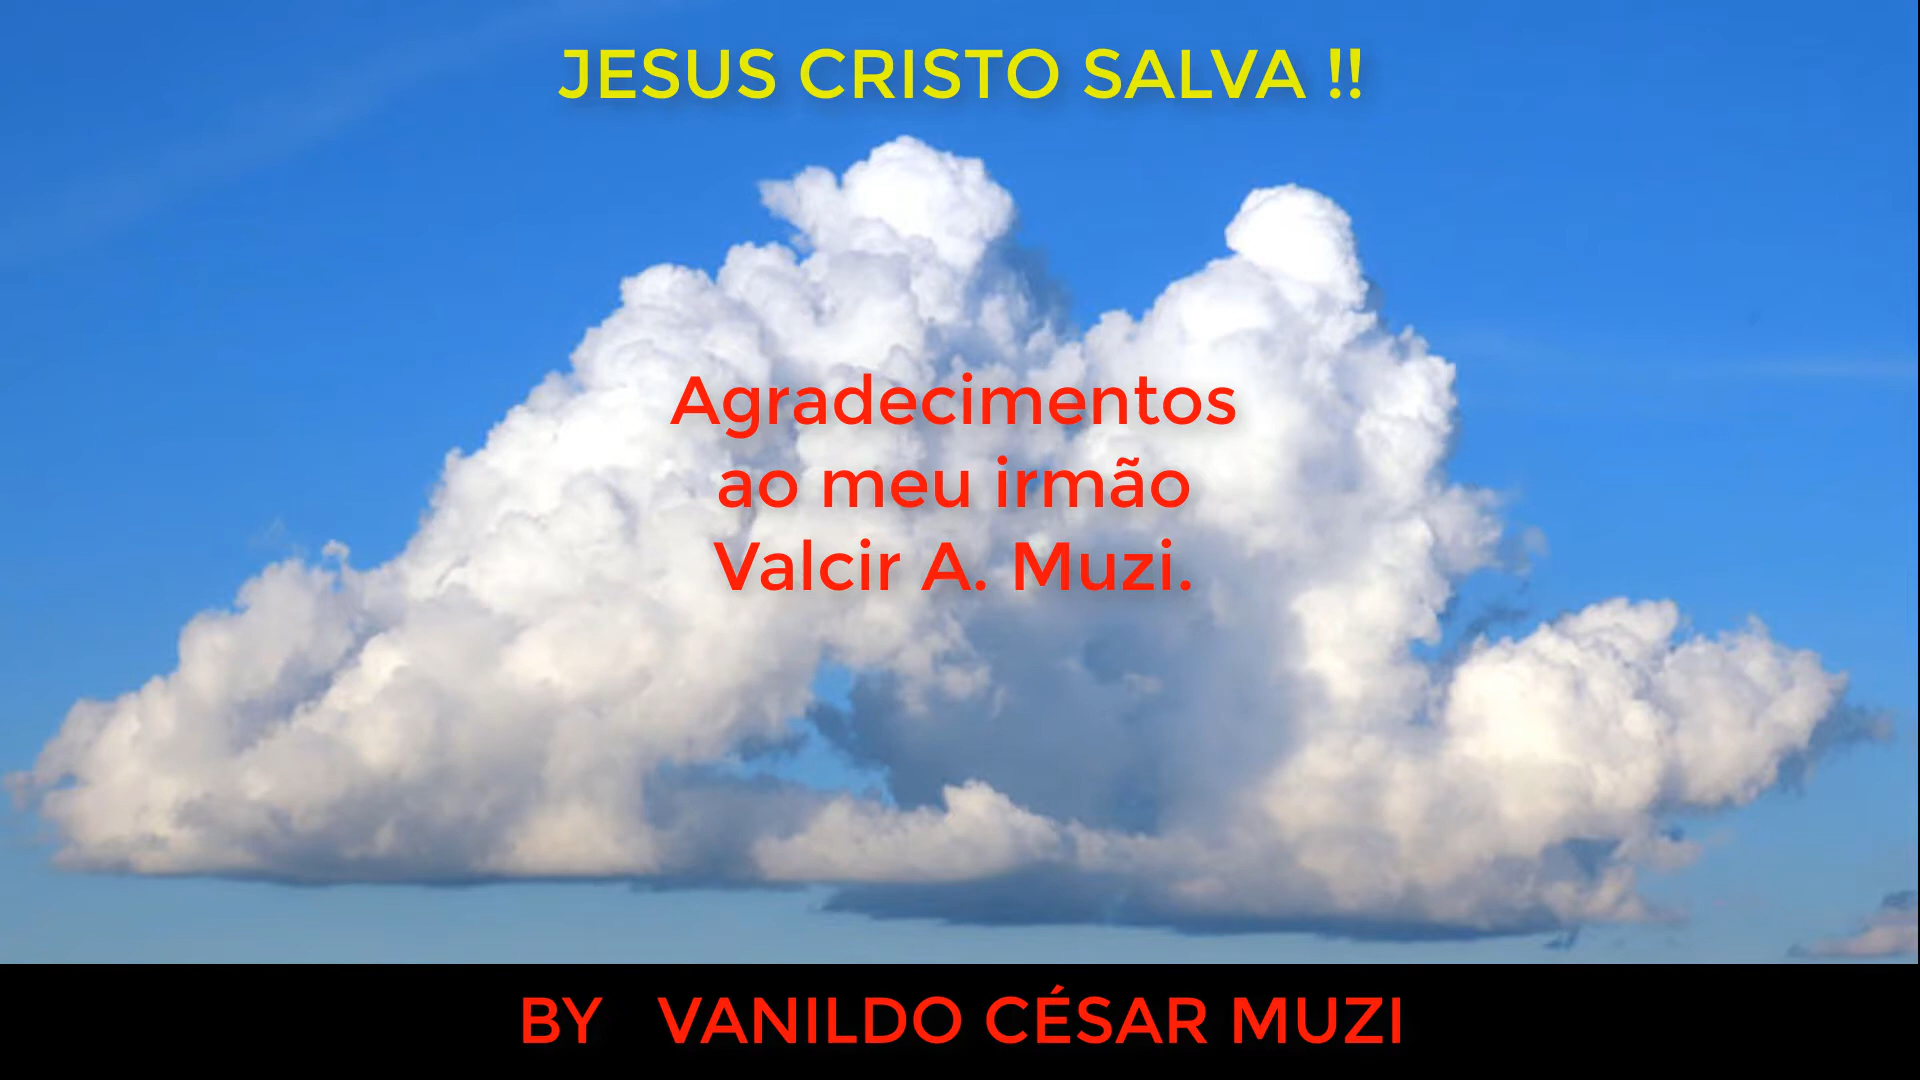 JESUS CRISTO SALVA !!
Agradecimentos
ao meu irmão
Valcir A. Muzi.
BY VANILDO CÉSAR MUZI